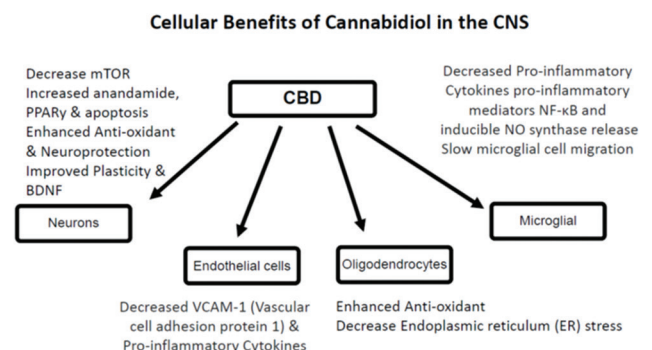 Cellular Benefits of Cannabidiol in the CNS
Decrease mTOR
Increased anandamide,
PPARγ & apoptosis
Enhanced Anti-oxidant
& Neuroprotection
Improved Plasticity &
BDNF
CBD
Decreased Pro-inflammatory
Cytokines pro-inflammatory
mediators NF-κB and
inducible NO synthase release
Slow microglial cell migration
Neurons
Endothelial cells
Oligodendrocytes
Microglial
Decreased VCAM-1 (Vascular
cell adhesion protein 1) &
Pro-inflammatory Cytokines
Enhanced Anti-oxidant
Decrease Endoplasmic reticulum (ER) stress